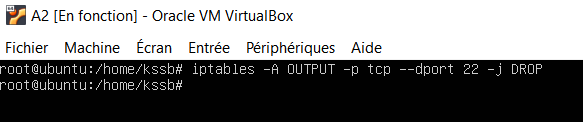 A2 [En fonction] - Oracle VM VirtualBox
Fichier Machine Écran Entrée Périphériques Aide
root@ubuntu:/home/kssb# iptables -A OUTPUT -p tcp --dport 22 -j DROP
root@ubuntu:/home/kssb#